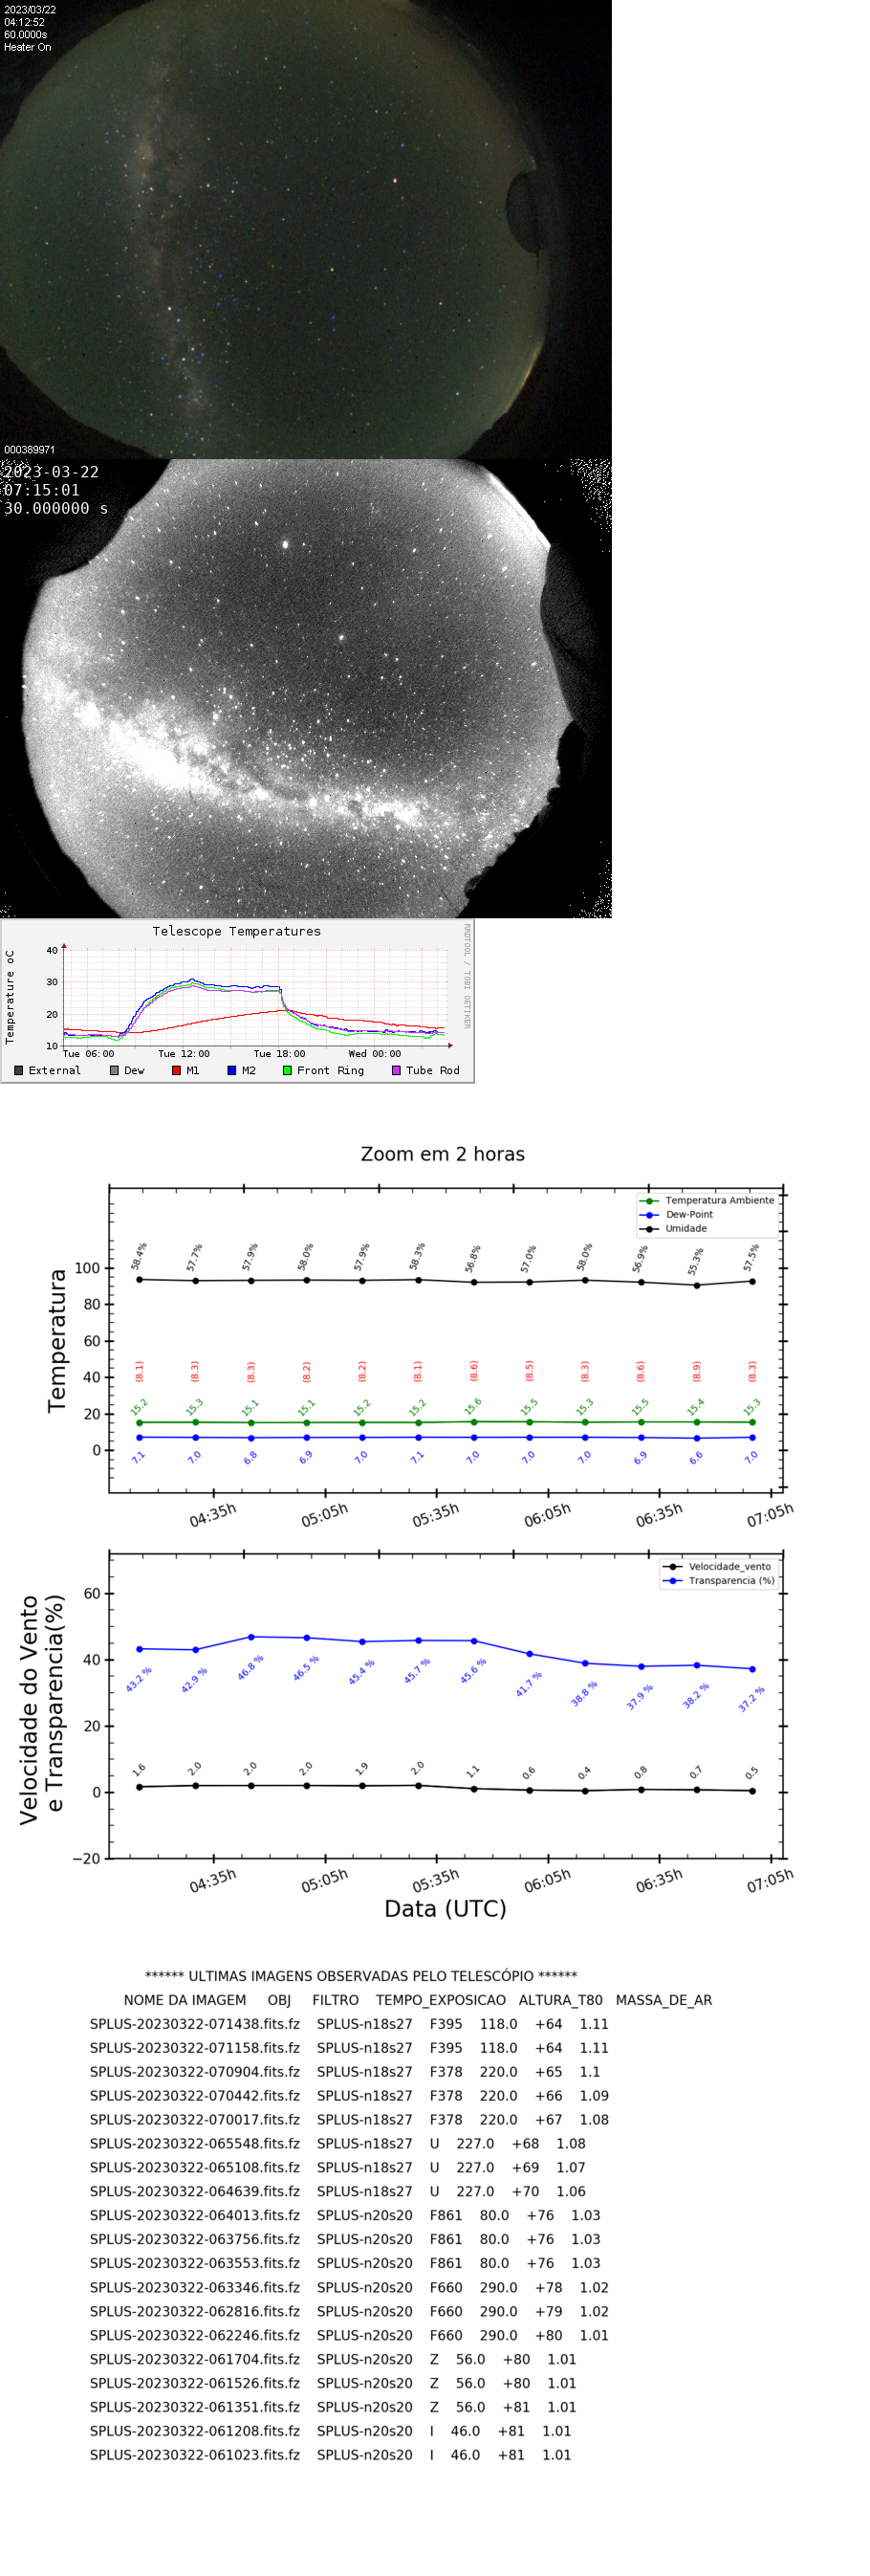 2023/03/22
04:12:52
60.0000s
Heater On
000389971
2023-03-22
07:15:01
30.000000 s
Telescope Temperatures
RRDTOOL / TOBI OETIKER
Temperature oC
40
30
20
10
Tue 06:00 Tue 12:00 Tue 18:00 Wed 00:00
External Dew M1 M2 Front Ring Tube Rod
Zoom em 2 horas
Temperatura Ambiente
Dew-Point
Umidade
Temperatura
100
80
60
40
20
0
58.4% 57.7% 57.9% 58.0% 57.9% 58.3% 56.8% 57.0% 58.0% 56.9% 55.3% 57.5%
(8.1) (8.3) (8.3) (8.2) (8.2) (8.1) (8.6) (8.5) (8.3) (8.6) (8.9) (8.3)
15.2 15.3 15.1 15.1 15.2 15.2 15.6 15.5 15.3 15.5 15.4 15.3
7.1 7.0 6.8 6.9 7.0 7.1 7.0 7.0 7.0 6.9 6.6 7.0
04:35h 05:05h 05:35h 06:05h 06:35h 07:05h
Velocidade_vento
Transparencia (%)
Velocidade do Vento
e Transparencia(%)
60
40
20
0
−20
43.2 % 42.9 % 46.8 % 46.5 % 45.4 % 45.7 % 45.6 % 41.7 % 38.8 % 37.9 % 38.2 % 37.2 %
1.6 2.0 2.0 2.0 1.9 2.0 1.1 0.6 0.4 0.8 0.7 0.5
04:35h 05:05h 05:35h 06:05h 06:35h 07:05h
Data (UTC)
****** ULTIMAS IMAGENS OBSERVADAS PELO TELESCÓPIO ******
NOME DA IMAGEM OBJ FILTRO TEMPO_EXPOSICAO ALTURA_T80 MASSA_DE_AR
SPLUS-20230322-071438.fits.fz SPLUS-n18s27 F395 118.0 +64 1.11
SPLUS-20230322-071158.fits.fz SPLUS-n18s27 F395 118.0 +64 1.11
SPLUS-20230322-070904.fits.fz SPLUS-n18s27 F378 220.0 +65 1.1
SPLUS-20230322-070442.fits.fz SPLUS-n18s27 F378 220.0 +66 1.09
SPLUS-20230322-070017.fits.fz SPLUS-n18s27 F378 220.0 +67 1.08
SPLUS-20230322-065548.fits.fz SPLUS-n18s27 U 227.0 +68 1.08
SPLUS-20230322-065108.fits.fz SPLUS-n18s27 U 227.0 +69 1.07
SPLUS-20230322-064639.fits.fz SPLUS-n18s27 U 227.0 +70 1.06
SPLUS-20230322-064013.fits.fz SPLUS-n20s20 F861 80.0 +76 1.03
SPLUS-20230322-063756.fits.fz SPLUS-n20s20 F861 80.0 +76 1.03
SPLUS-20230322-063553.fits.fz SPLUS-n20s20 F861 80.0 +76 1.03
SPLUS-20230322-063346.fits.fz SPLUS-n20s20 F660 290.0 +78 1.02
SPLUS-20230322-062816.fits.fz SPLUS-n20s20 F660 290.0 +79 1.02
SPLUS-20230322-062246.fits.fz SPLUS-n20s20 F660 290.0 +80 1.01
SPLUS-20230322-061704.fits.fz SPLUS-n20s20 Z 56.0 +80 1.01
SPLUS-20230322-061526.fits.fz SPLUS-n20s20 Z 56.0 +80 1.01
SPLUS-20230322-061351.fits.fz SPLUS-n20s20 Z 56.0 +81 1.01
SPLUS-20230322-061208.fits.fz SPLUS-n20s20 I 46.0 +81 1.01
SPLUS-20230322-061023.fits.fz SPLUS-n20s20 I 46.0 +81 1.01